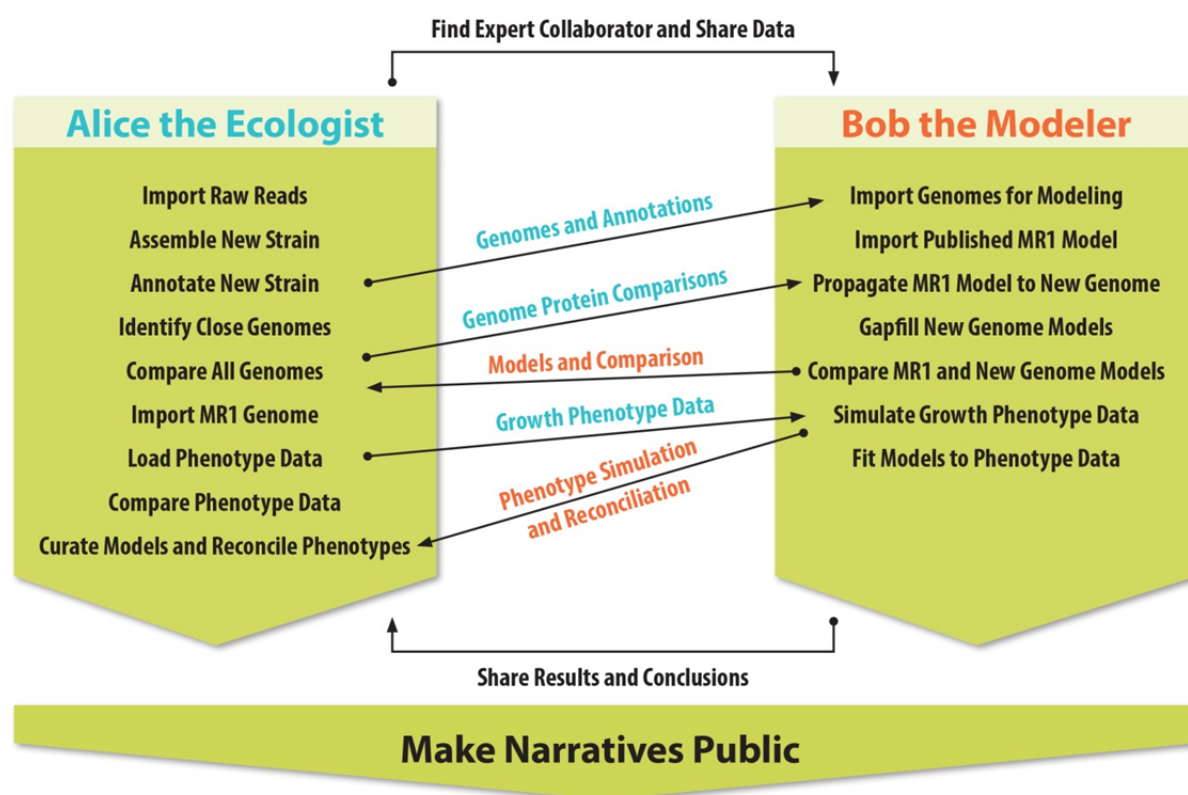 Find Expert Collaborator and Share Data
Alice the Ecologist
Import Raw Reads
Assemble New Strain
Annotate New Strain
Identify Close Genomes
Compare All Genomes
Import MR1 Genome
Load Phenotype Data
Compare Phenotype Data
Curate Models and Reconcile Phenotypes
Genomes and Annotations
Genome Protein Comparisons
Models and Comparison
Growth Phenotype Data
Phenotype Simulation
and Reconciliation
Bob the Modeler
Import Genomes for Modeling
Import Published MR1 Model
Propagate MR1 Model to New Genome
Gapfill New Genome Models
Compare MR1 and New Genome Models
Simulate Growth Phenotype Data
Fit Models to Phenotype Data
Share Results and Conclusions
Make Narratives Public